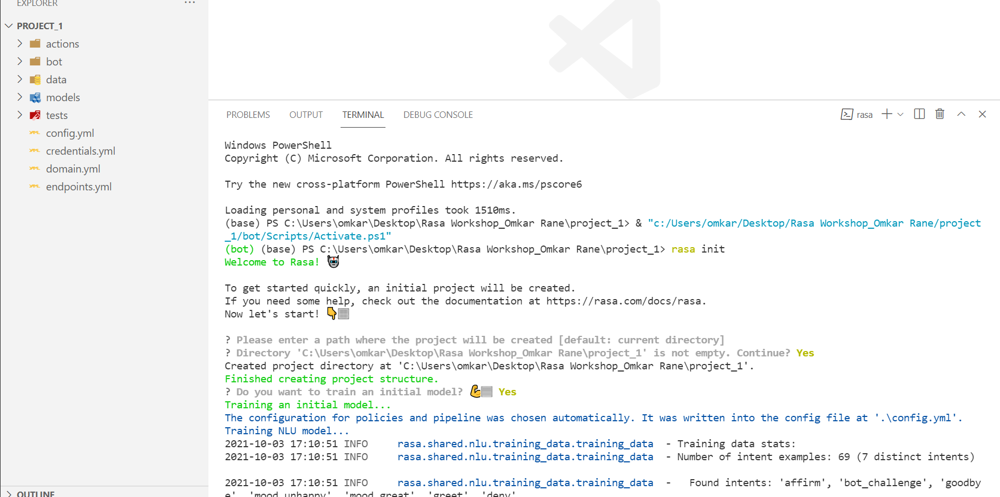 EXPLORER
PROJECT_1
actions
bot
data
models
tests
config.yml
credentials.yml
domain.yml
endpoints.yml
OUTLINE
PROBLEMS OUTPUT TERMINAL DEBUG CONSOLE
rasa
Windows PowerShell
Copyright (C) Microsoft Corporation. All rights reserved.
Try the new cross-platform PowerShell https://aka.ms/pscore6
Loading personal and system profiles took 1510ms.
(base) PS C:\Users\omkar\Desktop\Rasa Workshop_Omkar Rane\project_1> & "c:/Users/omkar/Desktop/Rasa Workshop_Omkar Rane/project
_1/bot/Scripts/Activate.ps1"
(bot) (base) PS C:\Users\omkar\Desktop\Rasa Workshop_Omkar Rane\project_1> rasa init
Welcome to Rasa! 🤖
To get started quickly, an initial project will be created.
If you need some help, check out the documentation at https://rasa.com/docs/rasa.
Now let's start! 👇
? Please enter a path where the project will be created [default: current directory]
? Directory 'C:\Users\omkar\Desktop\Rasa Workshop_Omkar Rane\project_1' is not empty. Continue? Yes
Created project directory at 'C:\Users\omkar\Desktop\Rasa Workshop_Omkar Rane\project_1'.
Finished creating project structure.
? Do you want to train an initial model? 💪 Yes
Training an initial model...
The configuration for policies and pipeline was chosen automatically. It was written into the config file at '.\config.yml'.
Training NLU model...
2021-10-03 17:10:51 INFO rasa.shared.nlu.training_data.training_data - Training data stats:
2021-10-03 17:10:51 INFO rasa.shared.nlu.training_data.training_data - Number of intent examples: 69 (7 distinct intents)
2021-10-03 17:10:51 INFO rasa.shared.nlu.training_data.training_data - Found intents: 'affirm', 'bot_challenge', 'goodby
e', 'mood_unhappy', 'mood_great', 'greet', 'deny'